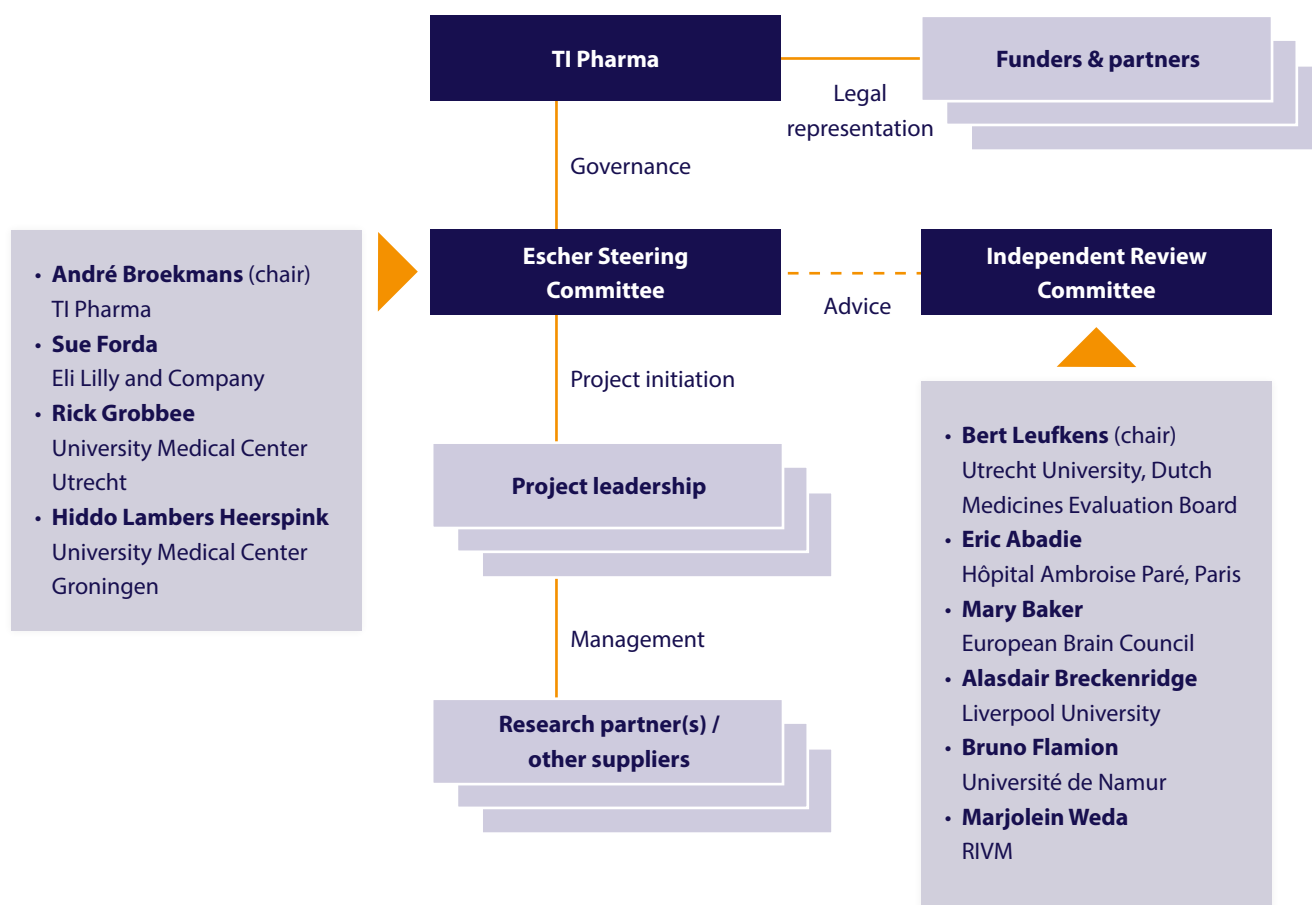 TI Pharma
Funders & partners
Legal
representation
Governance
• André Broekmans (chair)
TI Pharma
• Sue Forda
Eli Lilly and Company
• Rick Grobbee
University Medical Center
Utrecht
• Hiddo Lambers Heerspink
University Medical Center
Groningen
Escher Steering
Committee
Advice
Independent Review
Committee
Project initiation
Project leadership
Management
Research partner(s) /
other suppliers
• Bert Leufkens (chair)
Utrecht University, Dutch
Medicines Evaluation Board
• Eric Abadie
Hôpital Ambroise Paré, Paris
• Mary Baker
European Brain Council
• Alasdair Breckenridge
Liverpool University
• Bruno Flamion
Université de Namur
• Marjolein Weda
RIVM